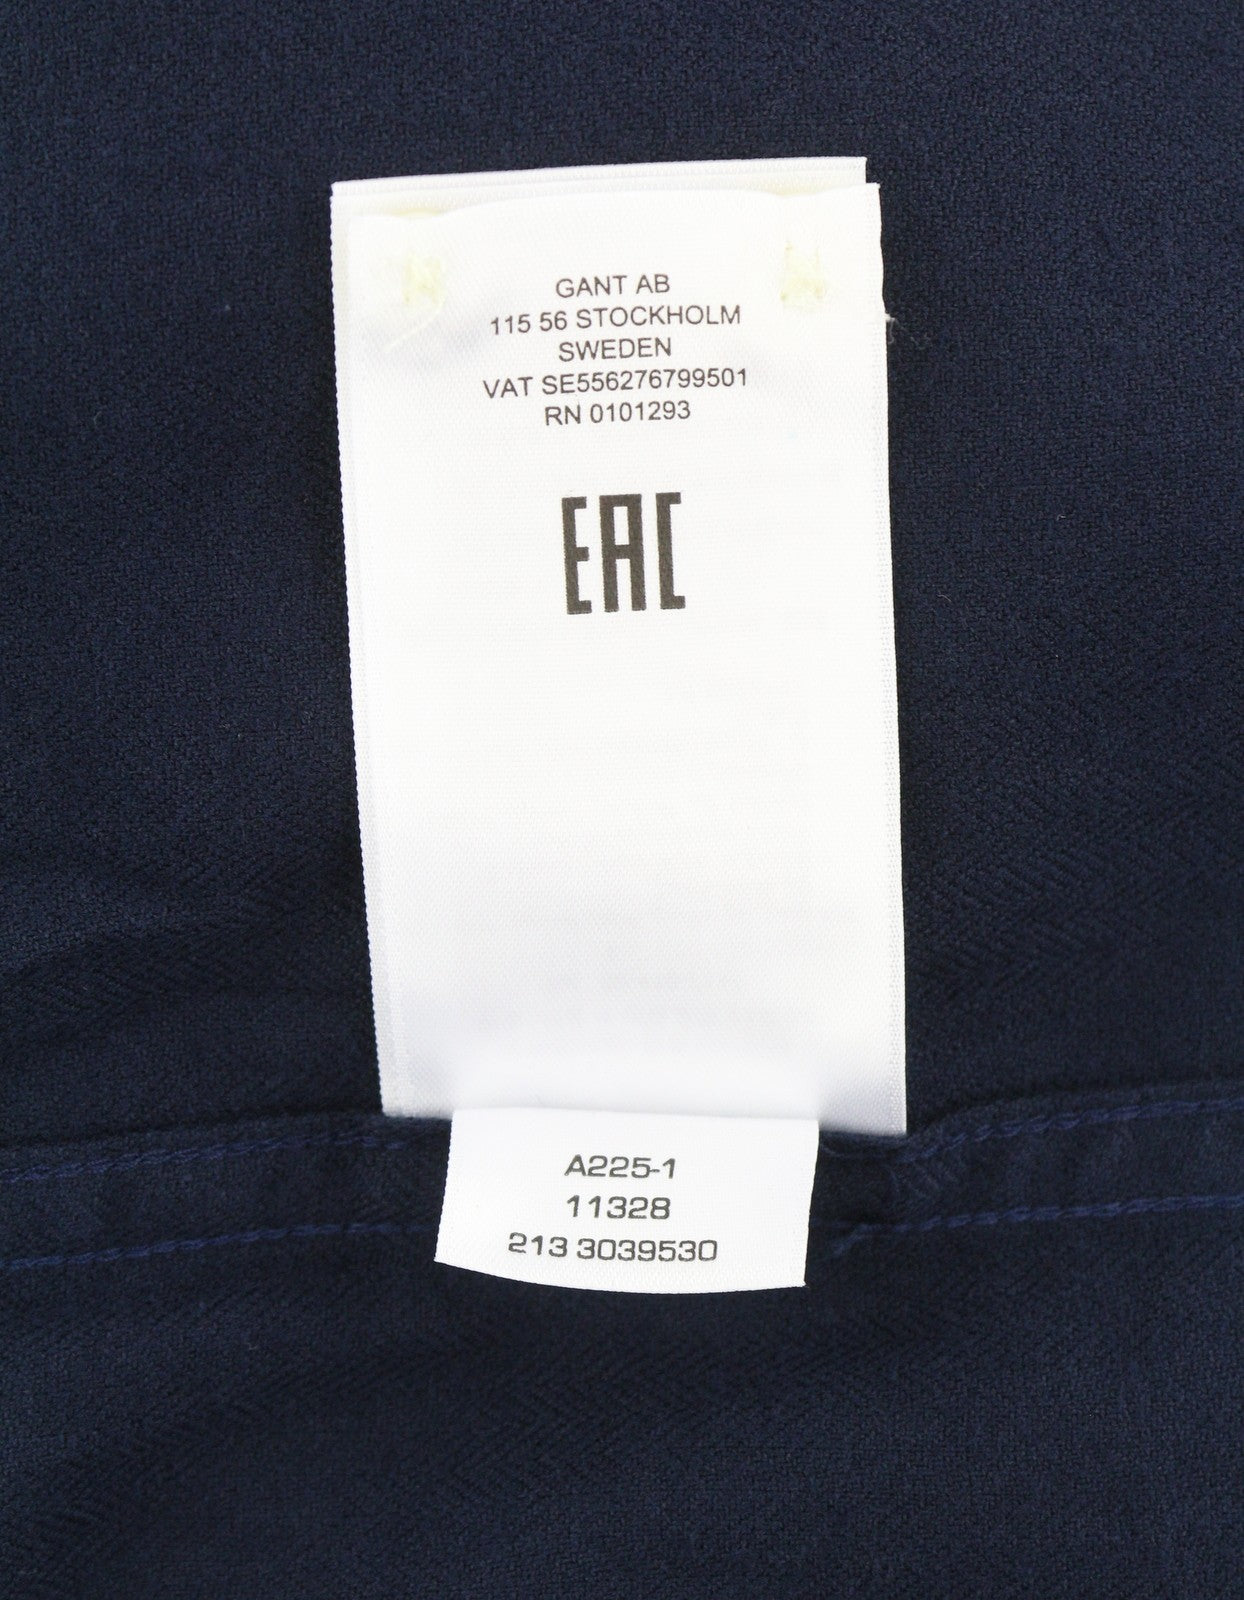 GANT AB
115 56 STOCKHOLM
SWEDEN
VAT SE556276799501
RN 0101293
EAC
A225-1
11328
213 3039530